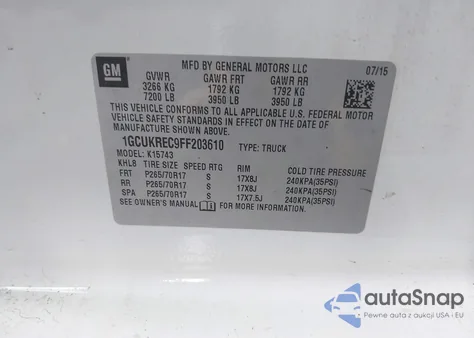 GM
MFD BY GENERAL MOTORS LLC
07/15
GVWR GAWR FRT GAWR RR
3266 KG 1792 KG 1792 KG
7200 LB 3950 LB 3950 LB
THIS VEHICLE CONFORMS TO ALL APPLICABLE U.S. FEDERAL MOTOR
VEHICLE SAFETY STANDARDS IN EFFECT ON THE DATE OF
MANUFACTURE SHOWN ABOVE.
1GCUKREC9FF203610 TYPE: TRUCK
MODEL: K15743
KHLB TIRE SIZE SPEED RTG RIM COLD TIRE PRESSURE
FRT P265/70R17 S 17X8J 240KPA(35PSI)
RR P265/70R17 S 17X8J 240KPA(35PSI)
SPA P265/70R17 S 17X7.5J 240KPA(35PSI)
SEE OWNER'S MANUAL FOR MORE INFORMATION.
autoSnap
Pewne auta z aukcji USA i EU